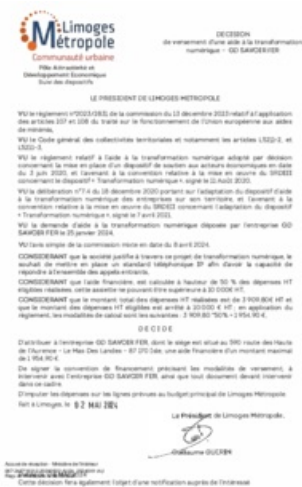 Limoges
Métropole
Communauté urbaine
Pôle Attractivité et
Développement Economique
Suivi des dispositifs
DECISION
de versement d'une aide à la transformation
numérique - GO SAVOIR FER
LE PRESIDENT DE LIMOGES METROPOLE
VU le règlement n°2023/2831, de la commission du 13 décembre 2023 relatif à l'application
des articles 107 et 108 du traité sur le fonctionnement de l'Union européenne aux aides
de minimis,
VU le Code général des collectivités territoriales et notamment les articles
VU le règlement relatif à l'aide à la transformation numérique adopté par décision
concernant la mise en place d'un dispositif de soutien aux acteurs économiques en date
du 3 juin 2020, et l'avenant à la convention relative à la mise en œuvre du SRDEII
concernant le dispositif « Transformation numérique », signé le 11 Août 2020,
VU la délibération n°7.4 du 18 décembre 2020 portant sur l'adaptation du dispositif d'aide
à la transformation numérique des entreprises sur son territoire, et l'avenant à la
convention relative à la mise en œuvre du SRDEII concernant l'adaptation du dispositif
« Transformation numérique », signé le 7 avril 2021,
VU la demande d'aide à la transformation numérique déposée par l'entreprise GO
SAVOIR FER le 25 janvier 2024,
VU l'avis simple de la commission mixte en date du 8 avril 2024,
CONSIDERANT que la société justifie à travers ce projet de transformation numérique, le
souhait de mettre en place un standard téléphonique IP afin d'avoir la capacité de
répondre à l'ensemble des appels entrants,
CONSIDERANT que l'aide financière, est calculée à hauteur de 50 % des dépenses HT
éligibles réalisées, cette assiette ne pouvant être supérieure à 10 000€ HT,
CONSIDERANT que le montant total des dépenses HT réalisées est de 3 909.80€ HT et
que le montant des dépenses HT éligibles est arrêté à 10 000 € HT ; en application du
règlement, les modalités de calcul sont les suivantes : 3 909.80 *50% = 1 954.90 €,
D E C I D E
D'attribuer à l'entreprise GO SAVOIR FER, dont le siège est situé au 590 route des Hauts
de l'Aurence - Le Mas Des Landes - 87 170 Isle, une aide financière d'un montant maximal
de 1 954.90 €.
De signer la convention de financement précisant les modalités de versement, à
intervenir avec l'entreprise GO SAVOIR FER, ainsi que tout document devant intervenir
dans ce cadre.
D'imputer les dépenses sur les lignes prévues au budget principal de Limoges Métropole.
Fait à Limoges, le 02 MAI 2024
Le Président de Limoges Métropole,
Guillaume GUERIN
Accusé de réception - Ministère de l'Intérieur
Cette décision fera également l'objet d'une notification auprès de l'intéressé